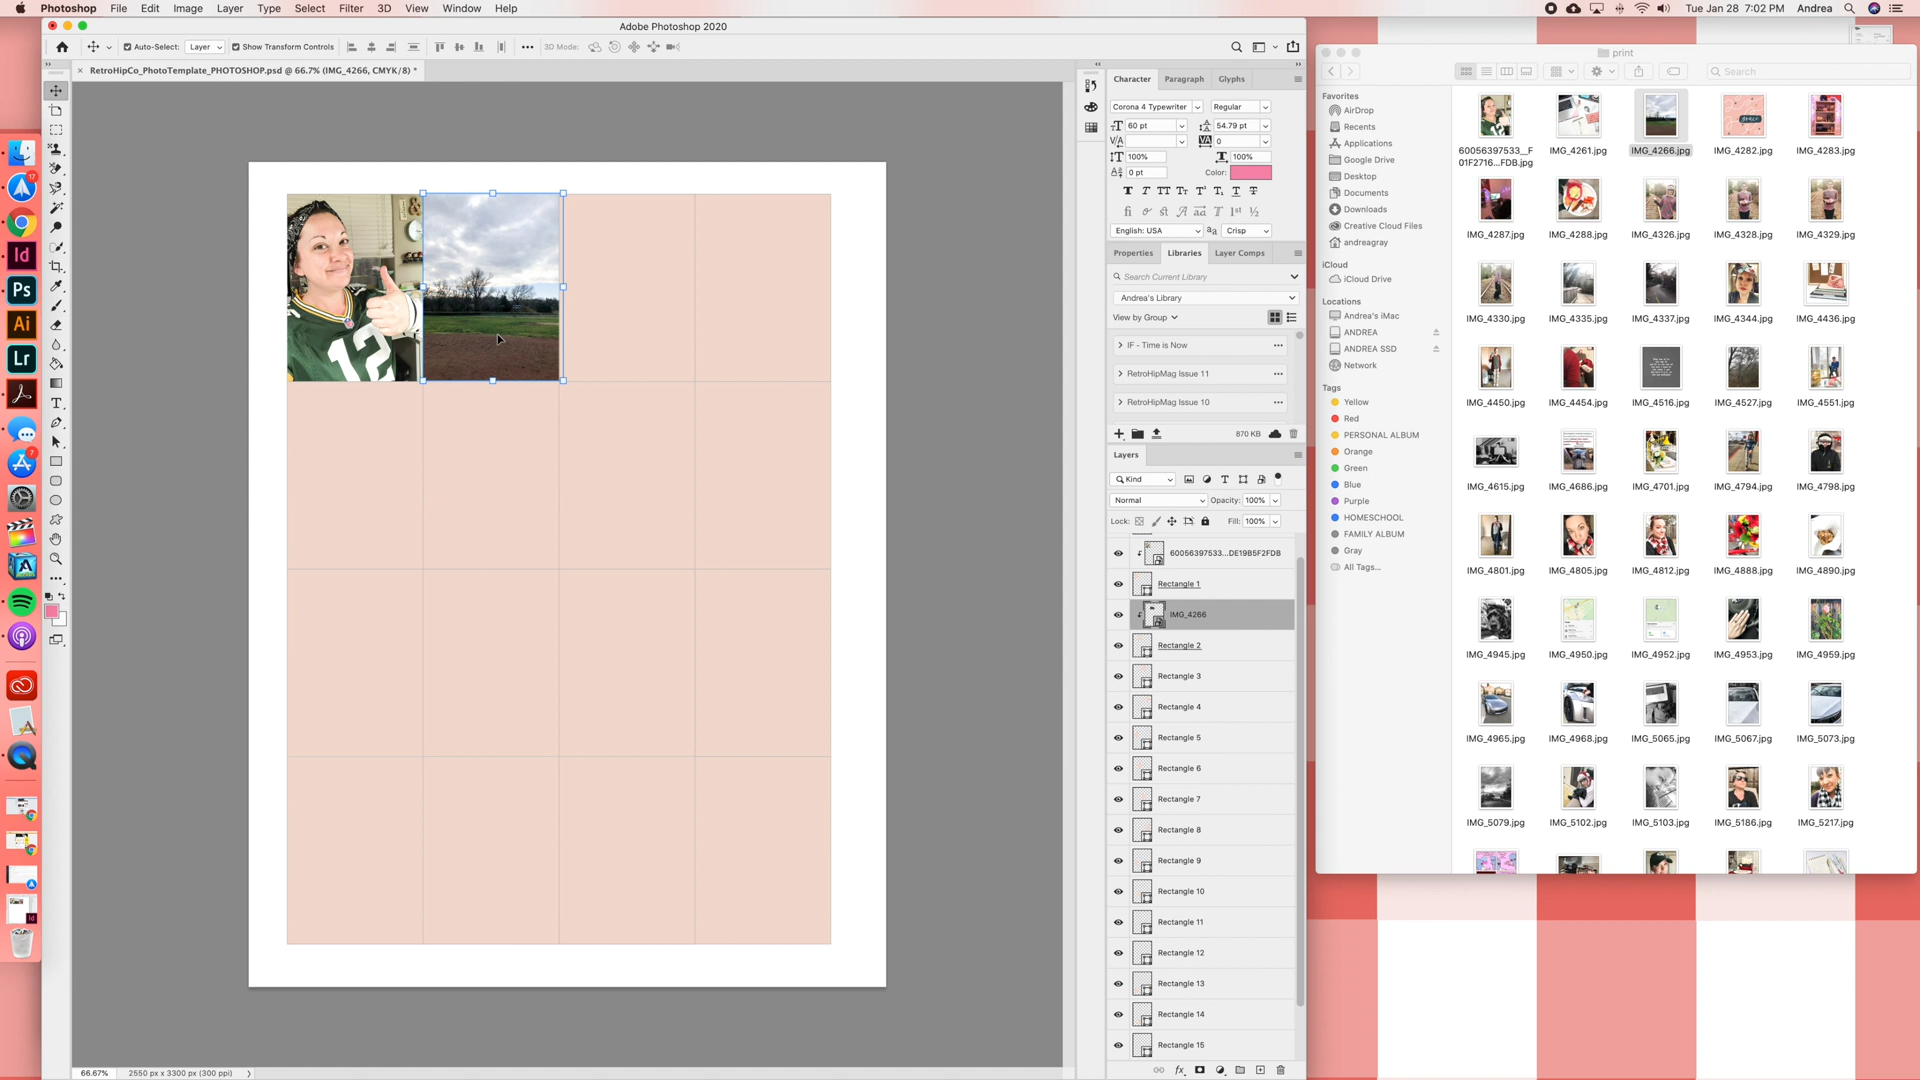 Photoshop File Edit Image Layer Type Select Filter 3D View Window Help
Tue Jan 28 7:02 PM Andrea
Adobe Photoshop 2020
Auto-Select: Layer Show Transform Controls 3D Mode:
RetroHipCo_PhotoTemplate_PHOTOSHOP.psd @ 66.7% (IMG_4266, CMYK/8) *
17
Id
Ps
Ai
Lr
7
12
66.67% 2550 px x 3300 px (300 ppi)
Character Paragraph Glyphs
Corona 4 Typewriter Regular
60 pt 54.79 pt
0
100% 100%
0 pt Color:
English: USA Crisp
Properties Libraries Layer Comps
Search Current Library
Andrea's Library
View by Group
IF - Time is Now
RetroHipMag Issue 11
RetroHipMag Issue 10
870 KB
Layers
Kind
Normal Opacity: 100%
Lock: Fill: 100%
60056397533...DE19B5F2FDB
Rectangle 1
IMG_4266
Rectangle 2
Rectangle 3
Rectangle 4
Rectangle 5
Rectangle 6
Rectangle 7
Rectangle 8
Rectangle 9
Rectangle 10
Rectangle 11
Rectangle 12
Rectangle 13
Rectangle 14
Rectangle 15
print
Search
Favorites
AirDrop
Recents
Applications
Google Drive
Desktop
Documents
Downloads
Creative Cloud Files
andreagray
iCloud
iCloud Drive
Locations
Andrea's iMac
ANDREA
ANDREA SSD
Network
Tags
Yellow
Red
PERSONAL ALBUM
Orange
Green
Blue
Purple
HOMESCHOOL
FAMILY ALBUM
Gray
All Tags...
grace
60056397533__F
01F2716...FDB.jpg
IMG_4261.jpg IMG_4266.jpg IMG_4282.jpg IMG_4283.jpg
IMG_4287.jpg IMG_4288.jpg IMG_4326.jpg IMG_4328.jpg IMG_4329.jpg
IMG_4330.jpg IMG_4335.jpg IMG_4337.jpg IMG_4344.jpg IMG_4436.jpg
IMG_4450.jpg IMG_4454.jpg IMG_4516.jpg IMG_4527.jpg IMG_4551.jpg
IMG_4615.jpg IMG_4686.jpg IMG_4701.jpg IMG_4794.jpg IMG_4798.jpg
IMG_4801.jpg IMG_4805.jpg IMG_4812.jpg IMG_4888.jpg IMG_4890.jpg
IMG_4945.jpg IMG_4950.jpg IMG_4952.jpg IMG_4953.jpg IMG_4959.jpg
IMG_4965.jpg IMG_4968.jpg IMG_5065.jpg IMG_5067.jpg IMG_5073.jpg
IMG_5079.jpg IMG_5102.jpg IMG_5103.jpg IMG_5186.jpg IMG_5217.jpg